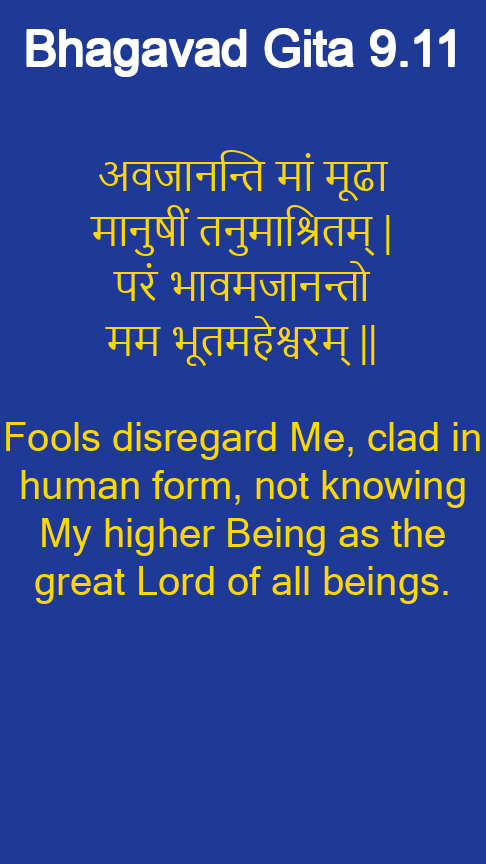 Bhagavad Gita 9.11
अवजानन्ति मां मूढा
मानुषीं तनुमाश्रितम् |
परं भावमजानन्तो
मम भूतमहेश्वरम् ||
Fools disregard Me, clad in
human form, not knowing
My higher Being as the
great Lord of all beings.